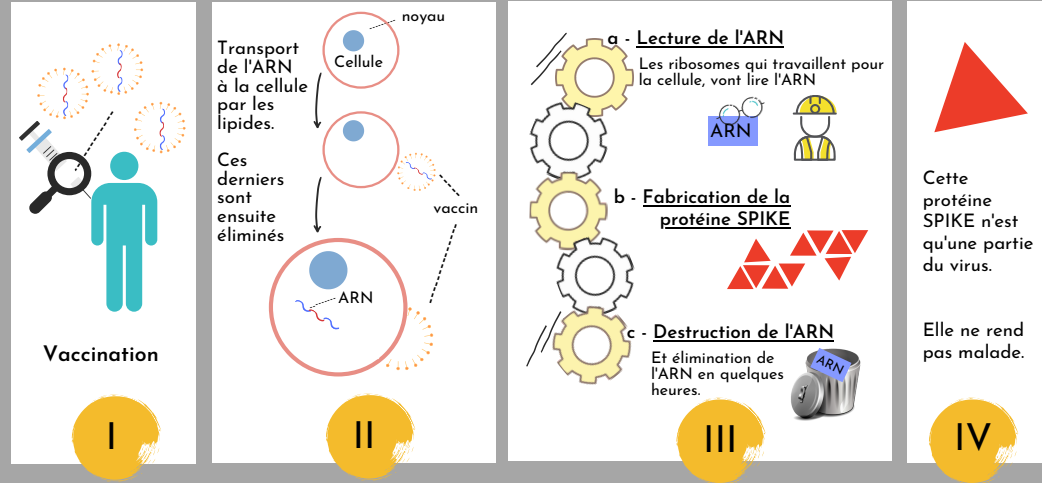 Vaccination
I
noyau
Cellule
Transport
de l'ARN
à la cellule
par les
lipides.
Ces
derniers
sont
ensuite
éliminés
vaccin
ARN
II
a - Lecture de l'ARN
Les ribosomes qui travaillent pour
la cellule, vont lire l'ARN
ARN
b - Fabrication de la
protéine SPIKE
c - Destruction de l'ARN
Et élimination de
l'ARN en quelques
heures.
ARN
III
Cette
protéine
SPIKE n'est
qu'une partie
du virus.
Elle ne rend
pas malade.
IV